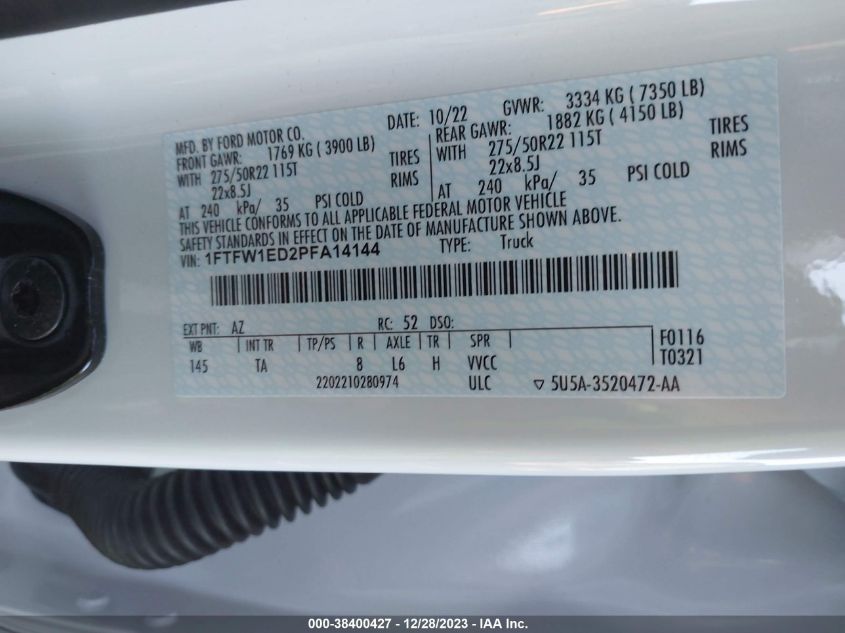 MFD. BY FORD MOTOR CO.
DATE: 10/22 GVWR: 3334 KG ( 7350 LB)
FRONT GAWR: 1769 KG ( 3900 LB)
REAR GAWR: 1882 KG ( 4150 LB)
WITH 275/50R22 115T TIRES
WITH 275/50R22 115T TIRES
22x8.5J RIMS
22x8.5J RIMS
AT 240 kPa/ 35 PSI COLD
AT 240 kPa/ 35 PSI COLD
THIS VEHICLE CONFORMS TO ALL APPLICABLE FEDERAL MOTOR VEHICLE
SAFETY STANDARDS IN EFFECT ON THE DATE OF MANUFACTURE SHOWN ABOVE.
VIN: 1FTFW1ED2PFA14144 TYPE: Truck
EXT PNT: AZ RC: 52 DSO:
WB | INT TR | TP/PS | R | AXLE | TR | SPR | F0116
145 TA 8 L6 H VVCC T0321
2202210280974 ULC ▽ 5U5A-3520472-AA
000-38400427 - 12/28/2023 - IAA Inc.